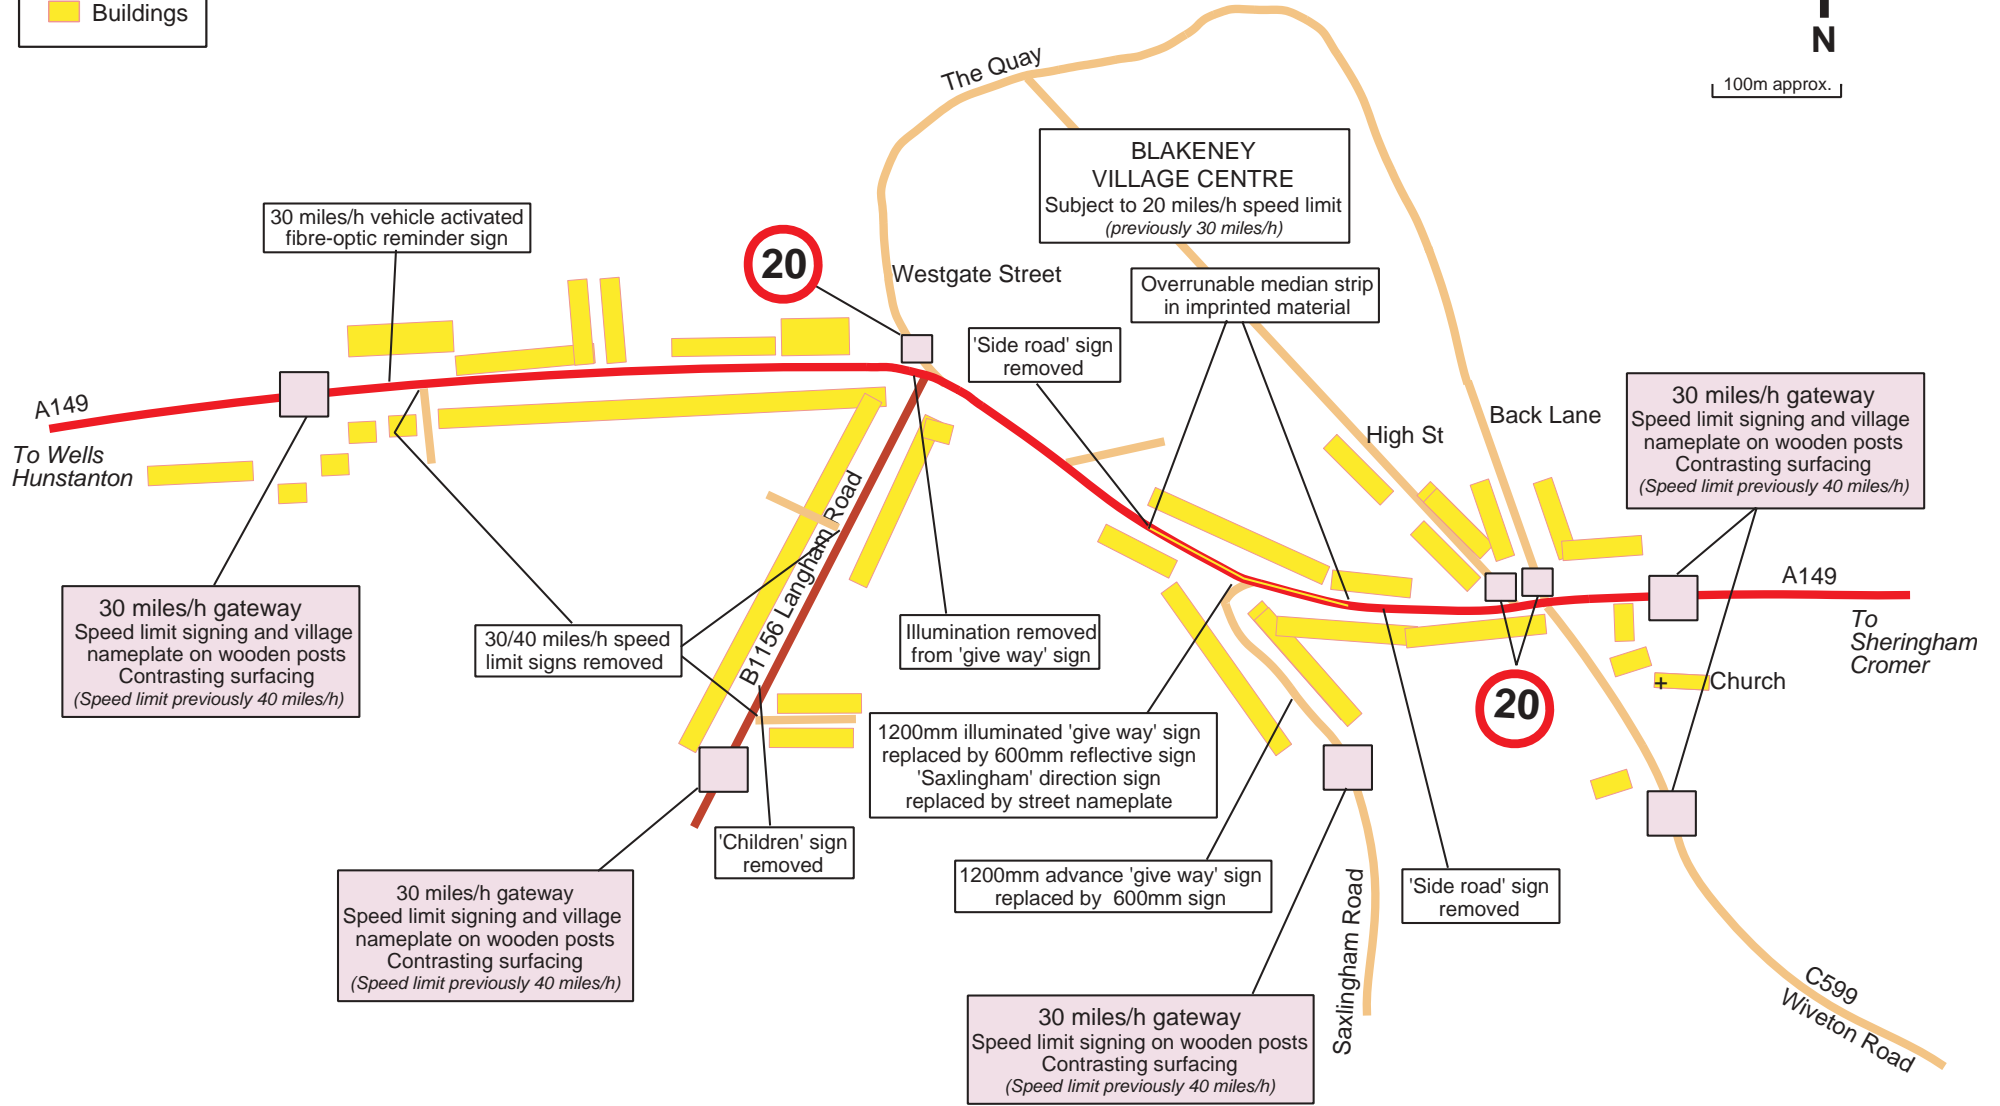 Buildings
N
100m approx.
The Quay
BLAKENEY
VILLAGE CENTRE
Subject to 20 miles/h speed limit
(previously 30 miles/h)
30 miles/h vehicle activated
fibre-optic reminder sign
20
Westgate Street
Overrunable median strip
in imprinted material
'Side road' sign
removed
A149
To Wells
Hunstanton
High St
Back Lane
30 miles/h gateway
Speed limit signing and village
nameplate on wooden posts
Contrasting surfacing
(Speed limit previously 40 miles/h)
A149
To
Sheringham
Cromer
30 miles/h gateway
Speed limit signing and village
nameplate on wooden posts
Contrasting surfacing
(Speed limit previously 40 miles/h)
30/40 miles/h speed
limit signs removed
B1156 Langham Road
Illumination removed
from 'give way' sign
Church
20
1200mm illuminated 'give way' sign
replaced by 600mm reflective sign
'Saxlingham' direction sign
replaced by street nameplate
'Children' sign
removed
30 miles/h gateway
Speed limit signing and village
nameplate on wooden posts
Contrasting surfacing
(Speed limit previously 40 miles/h)
1200mm advance 'give way' sign
replaced by 600mm sign
Saxlingham Road
'Side road' sign
removed
30 miles/h gateway
Speed limit signing on wooden posts
Contrasting surfacing
(Speed limit previously 40 miles/h)
C599
Wiveton Road